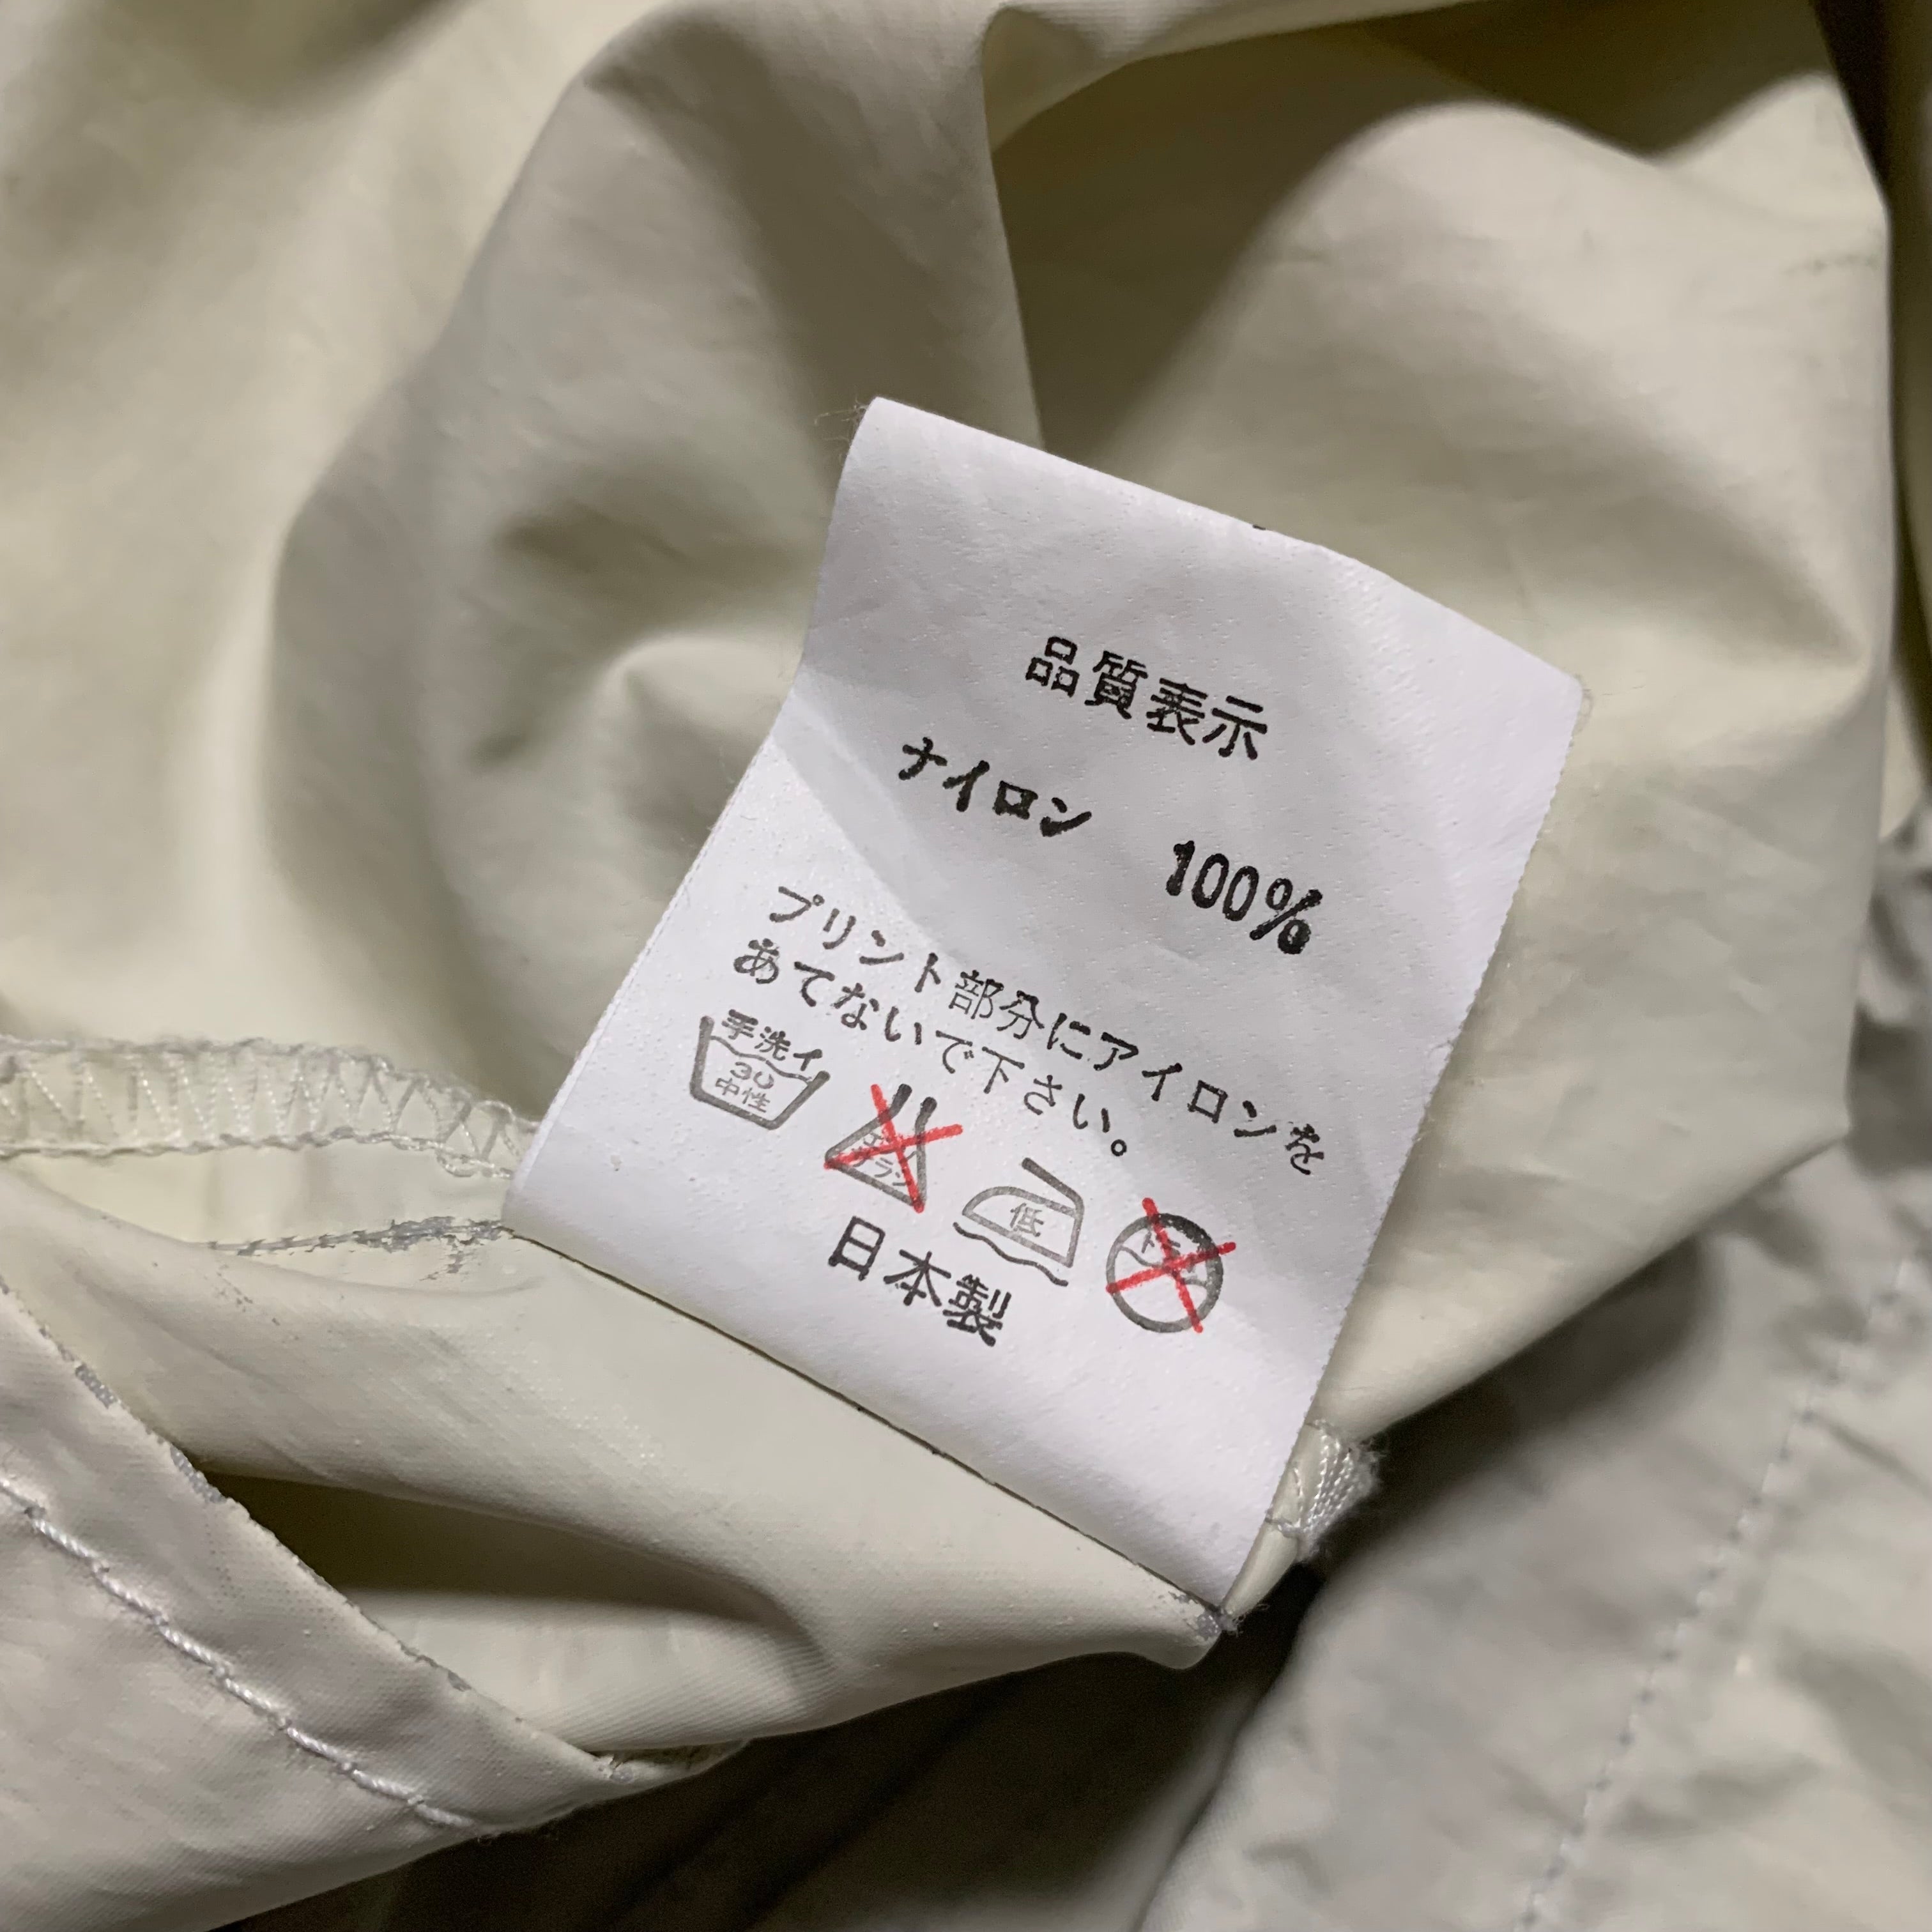 品質表示
ナイロン 100%
プリント部分にアイロンを
あてないで下さい。
手洗イ
30
中性
低
日本製